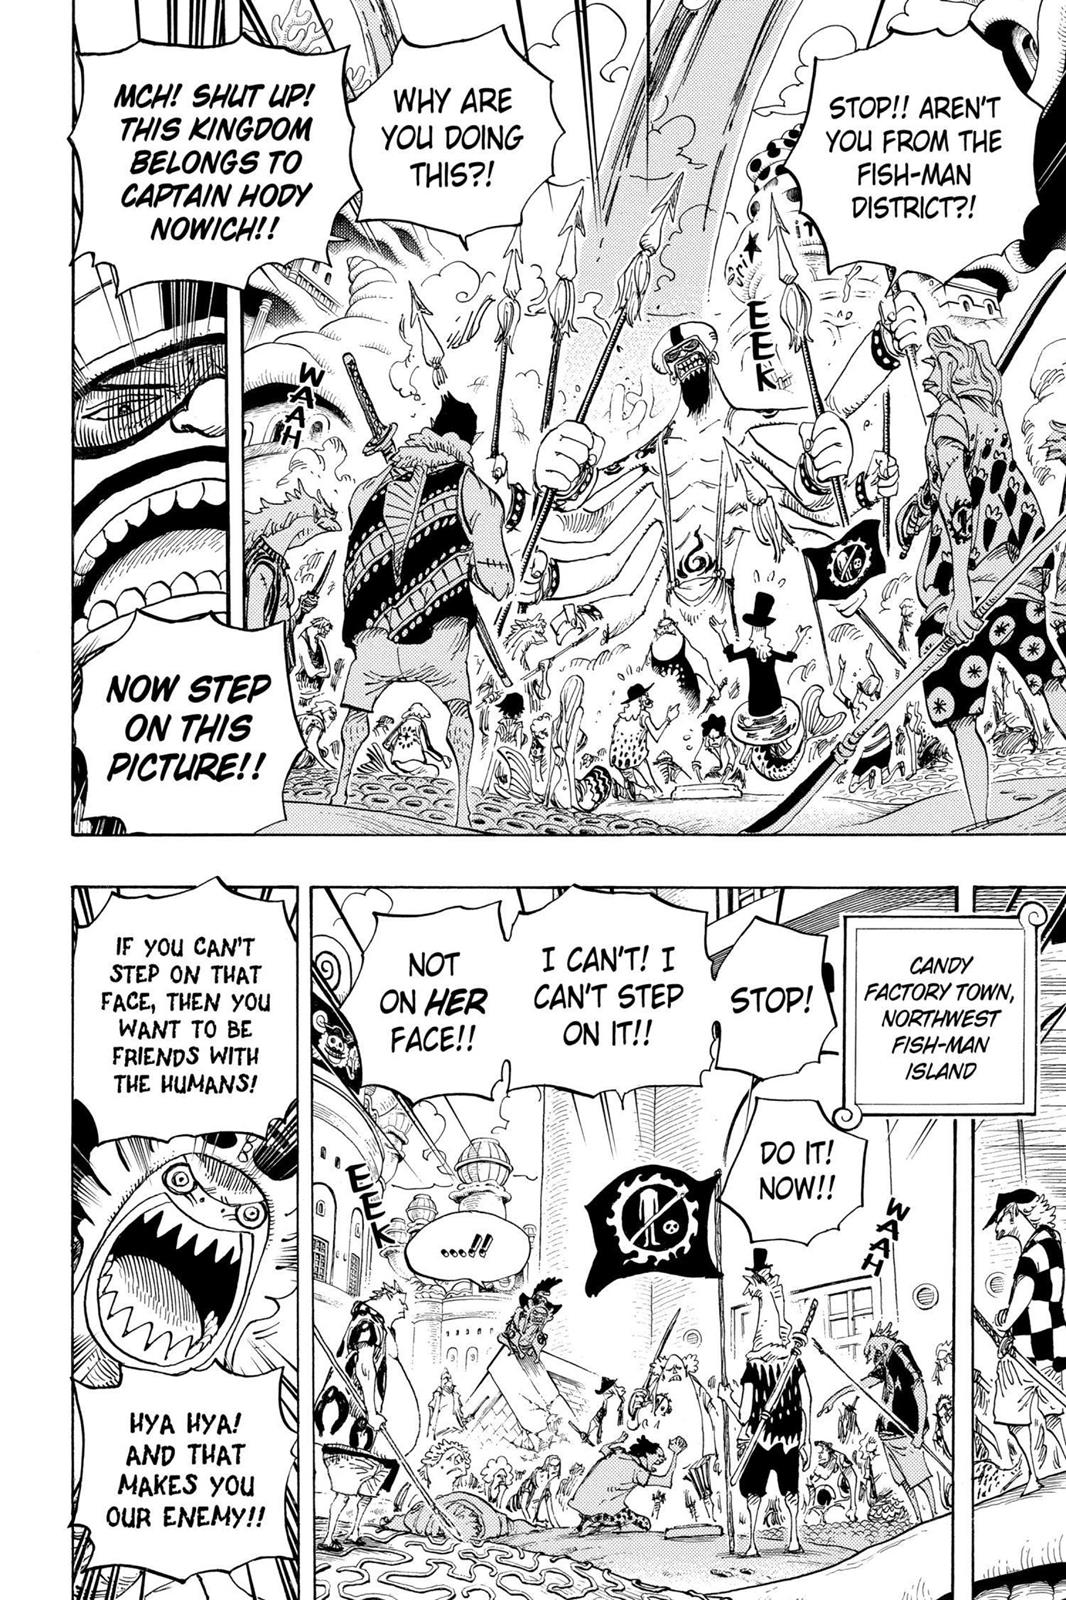 STOP!! AREN'T
YOU FROM THE
FISH-MAN
DISTRICT?!
WHY ARE
YOU DOING
THIS?!
EEK
WAAH
MCH! SHUT UP!
THIS KINGDOM
BELONGS TO
CAPTAIN HODY
NOWICH!!
NOW STEP
ON THIS
PICTURE!!
CANDY
FACTORY TOWN,
NORTHWEST
FISH-MAN
ISLAND
STOP!
I CAN'T! I
CAN'T STEP
ON IT!!
NOT
ON HER
FACE!!
DO IT!
NOW!!
WAAH
...!!
EEK
IF YOU CAN'T
STEP ON THAT
FACE, THEN YOU
WANT TO BE
FRIENDS WITH
THE HUMANS!
HYA HYA!
AND THAT
MAKES YOU
OUR ENEMY!!